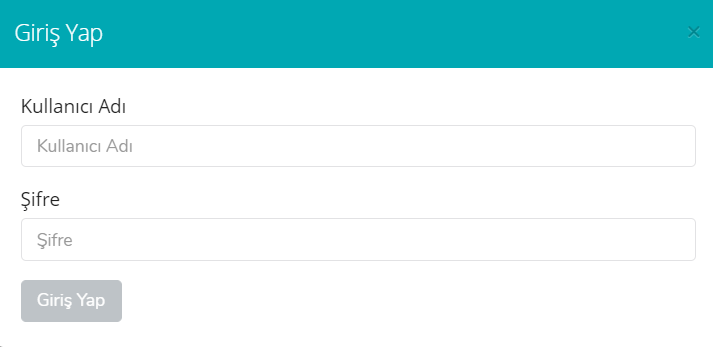 Giriş Yap
×
Kullanıcı Adı
Kullanıcı Adı
Şifre
Şifre
Giriş Yap